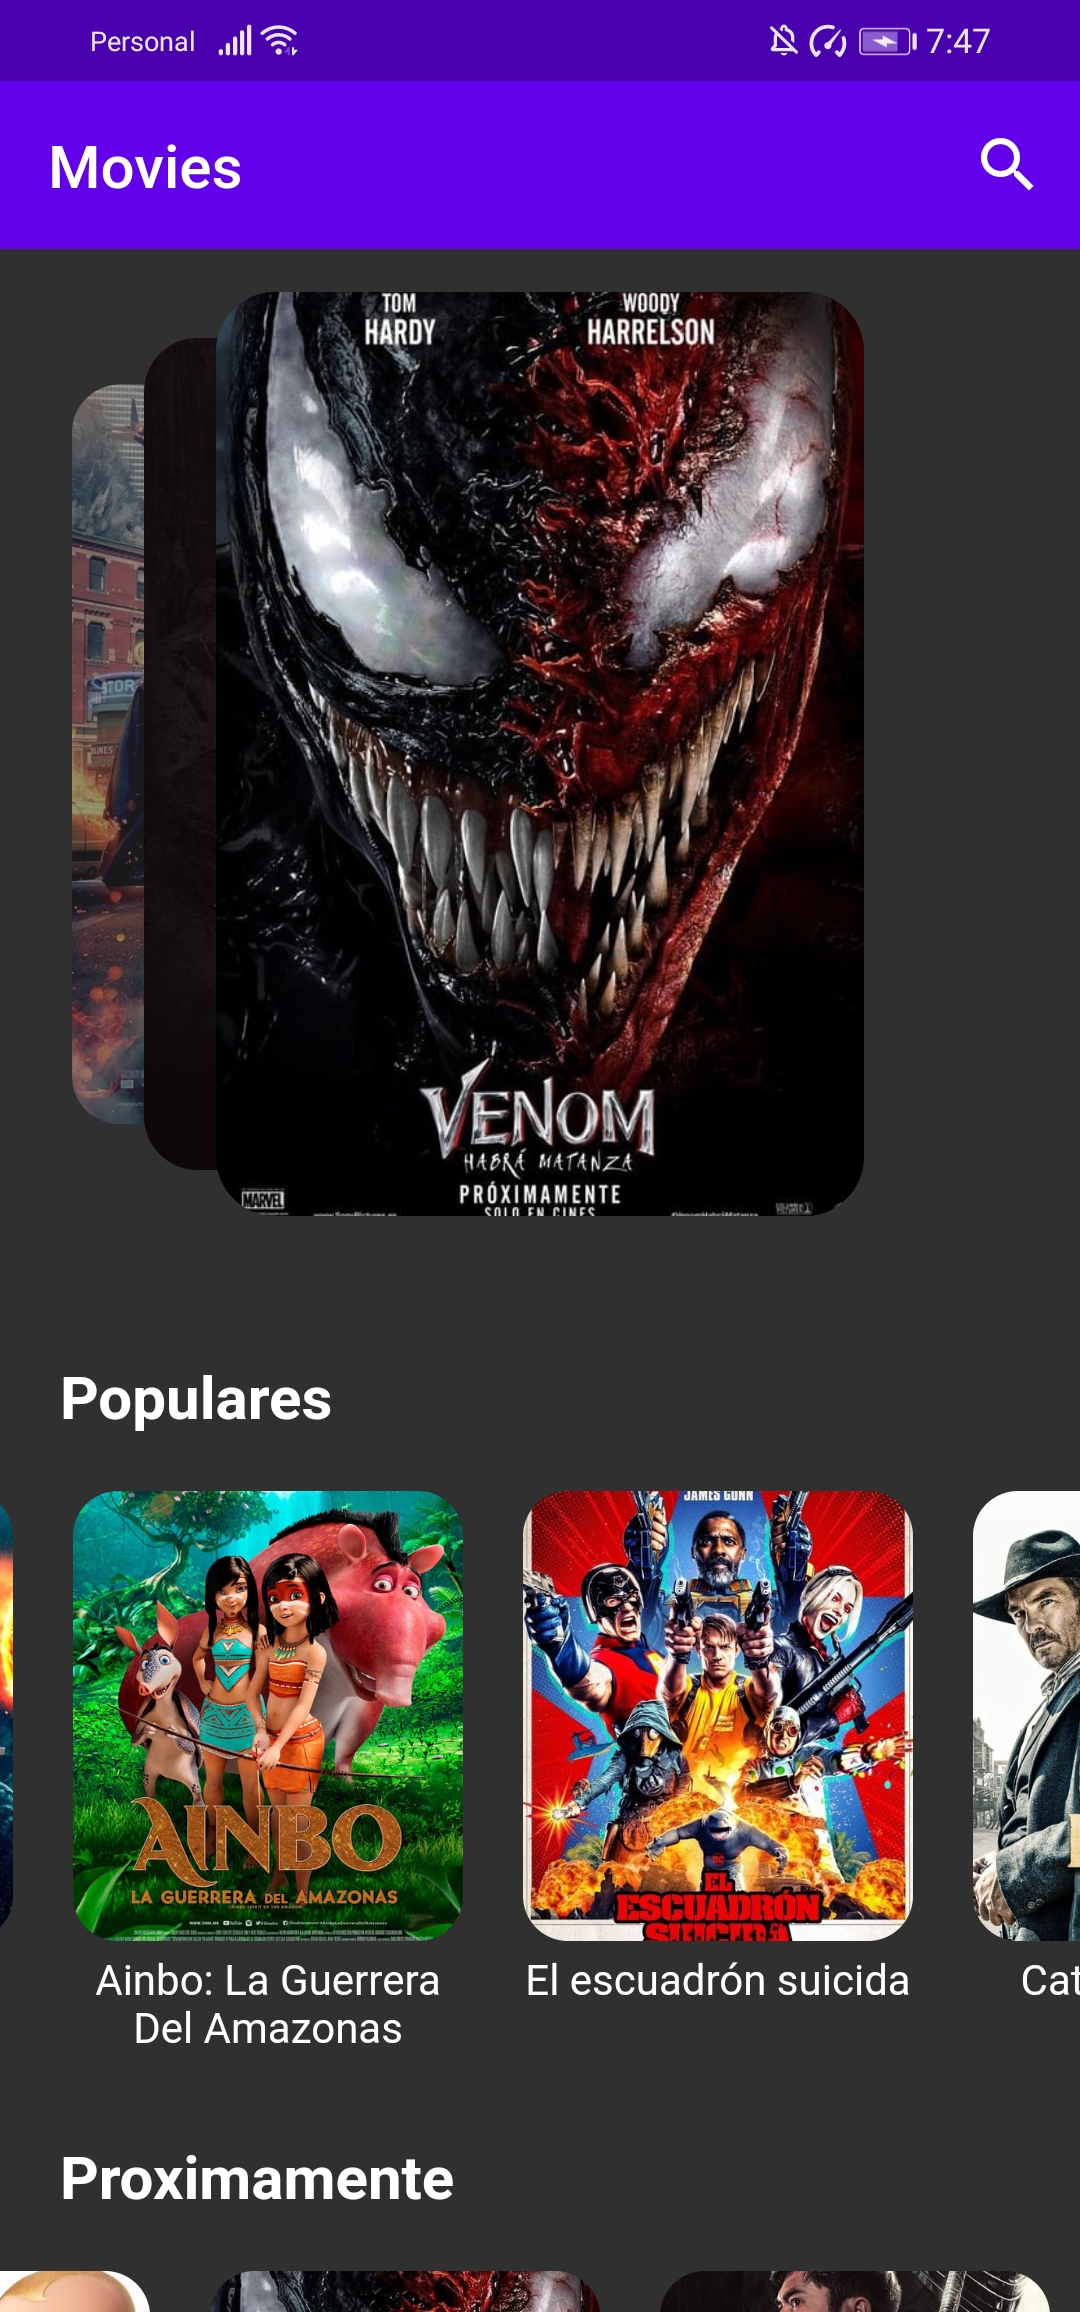 Personal
7:47
Movies
TOM
HARDY
WOODY
HARRELSON
STOR
VENOM
HABRÁ MATANZA
PRÓXIMAMENTE
SOLO EN CINES
MARVEL
Populares
JAMES GUNN
AINBO
LA GUERRERA DEL AMAZONAS
EL
ESCUADRÓN
SUICIDA
Ainbo: La Guerrera
Del Amazonas
El escuadrón suicida
Cat
Proximamente